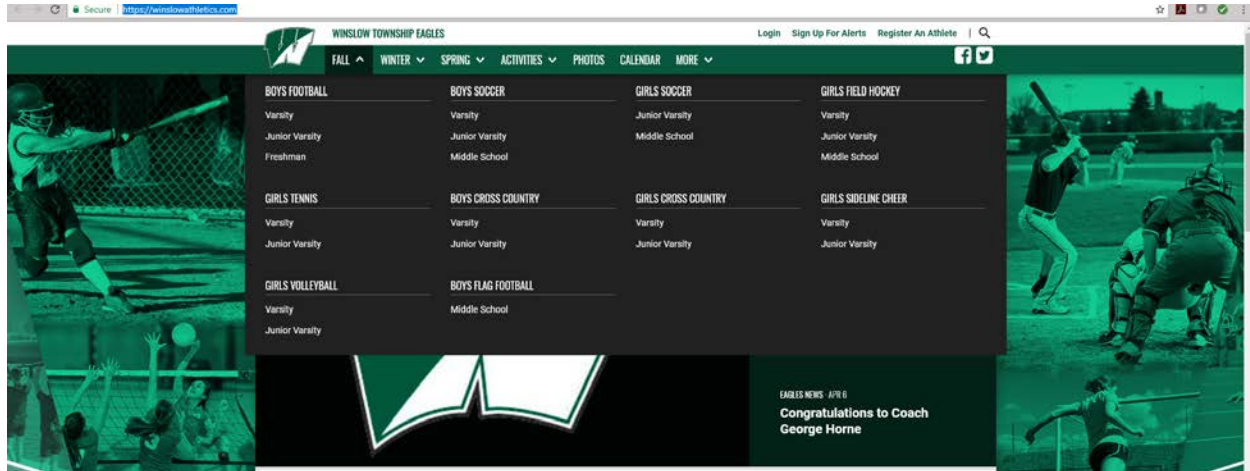 Secure https://winslowathletics.com
WINSLOW TOWNSHIP EAGLES
Login Sign Up For Alerts Register An Athlete
FALL WINTER SPRING ACTIVITIES PHOTOS CALENDAR MORE
BOYS FOOTBALL
Varsity
Junior Varsity
Freshman
BOYS SOCCER
Varsity
Junior Varsity
Middle School
GIRLS SOCCER
Junior Varsity
Middle School
GIRLS FIELD HOCKEY
Varsity
Junior Varsity
Middle School
GIRLS TENNIS
Varsity
Junior Varsity
BOYS CROSS COUNTRY
Varsity
Junior Varsity
GIRLS CROSS COUNTRY
Varsity
Junior Varsity
GIRLS SIDELINE CHEER
Varsity
Junior Varsity
GIRLS VOLLEYBALL
Varsity
Junior Varsity
BOYS FLAG FOOTBALL
Middle School
EAGLES NEWS · APR 6
Congratulations to Coach
George Horne